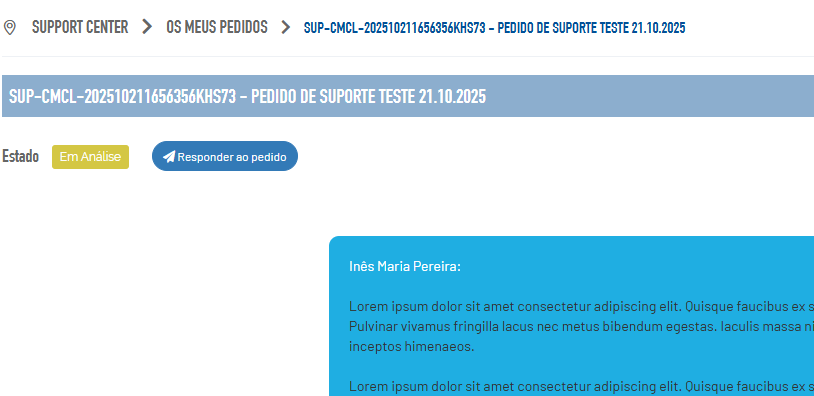 SUPPORT CENTER > OS MEUS PEDIDOS > SUP-CMCL-202510211656356KHS73 - PEDIDO DE SUPORTE TESTE 21.10.2025
SUP-CMCL-202510211656356KHS73 - PEDIDO DE SUPORTE TESTE 21.10.2025
Estado Em Análise Responder ao pedido
Inês Maria Pereira:
Lorem ipsum dolor sit amet consectetur adipiscing elit. Quisque faucibus ex s
Pulvinar vivamus fringilla lacus nec metus bibendum egestas. Iaculis massa ni
inceptos himenaeos.
Lorem ipsum dolor sit amet consectetur adipiscing elit. Quisque faucibus ex s